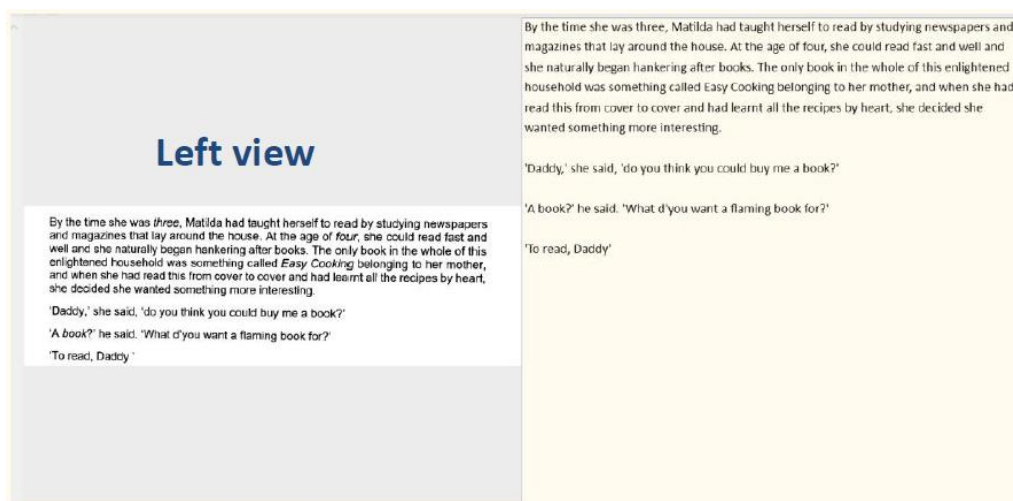 Left view
By the time she was three, Matilda had taught herself to read by studying newspapers
and magazines that lay around the house. At the age of four, she could read fast and
well and she naturally began hankering after books. The only book in the whole of this
enlightened household was something called Easy Cooking belonging to her mother,
and when she had read this from cover to cover and had learnt all the recipes by heart,
she decided she wanted something more interesting.
'Daddy,' she said, 'do you think you could buy me a book?'
'A book?' he said. 'What d'you want a flaming book for?'
'To read, Daddy '
By the time she was three, Matilda had taught herself to read by studying newspapers and
magazines that lay around the house. At the age of four, she could read fast and well and
she naturally began hankering after books. The only book in the whole of this enlightened
household was something called Easy Cooking belonging to her mother, and when she had
read this from cover to cover and had learnt all the recipes by heart, she decided she
wanted something more interesting.
'Daddy,' she said, 'do you think you could buy me a book?'
'A book?' he said. 'What d'you want a flaming book for?'
'To read, Daddy'